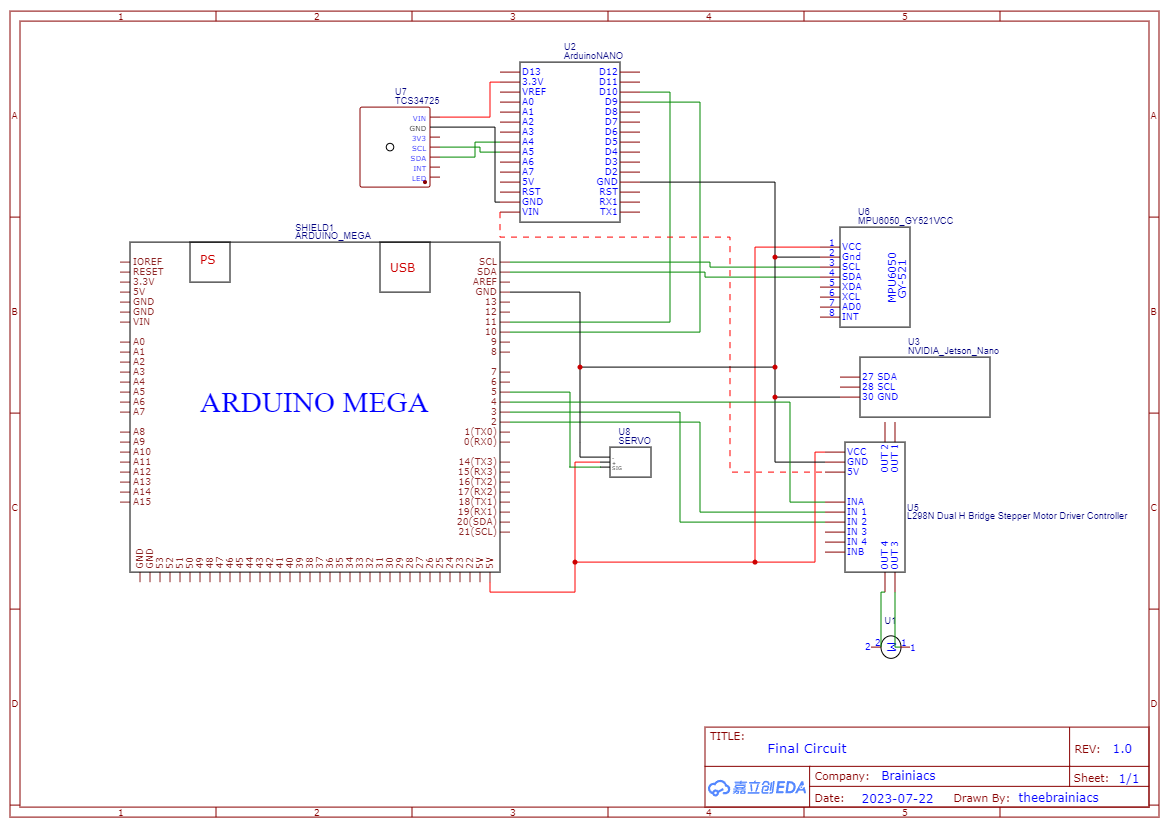 1 2 3 4 5
A A
B B
C C
D D
U2
ArduinoNANO
D13 D12
3.3V D11
VREF D10
A0 D9
A1 D8
A2 D7
A3 D6
A4 D5
A5 D4
A6 D3
A7 D2
5V GND
RST RST
GND RX1
VIN TX1
U7
TCS34725
VIN
GND
3V3
SCL
SDA
INT
LED
SHIELD1
ARDUINO_MEGA
PS
USB
ARDUINO MEGA
IOREF
RESET
3.3V
5V
GND
GND
VIN
A0
A1
A2
A3
A4
A5
A6
A7
A8
A9
A10
A11
A12
A13
A14
A15
SCL
SDA
AREF
GND
13
12
11
10
9
8
7
6
5
4
3
2
1(TX0)
0(RX0)
14(TX3)
15(RX3)
16(TX2)
17(RX2)
18(TX1)
19(RX1)
20(SDA)
21(SCL)
GND GND 53 52 51 50 49 48 47 46 45 44 43 42 41 40 39 38 37 36 35 34 33 32 31 30 29 28 27 26 25 24 23 22 5V 5V
U6
MPU6050_GY521VCC
1 VCC
2 Gnd
3 SCL
4 SDA
5 XDA
6 XCL
7 AD0
8 INT
MPU6050
GY-521
U3
NVIDIA_Jetson_Nano
27 SDA
28 SCL
30 GND
U8
SERVO
-
+
SIG
VCC
GND
5V
INA
IN 1
IN 2
IN 3
IN 4
INB
OUT 2
OUT 1
OUT 4
OUT 3
U5
L298N Dual H Bridge Stepper Motor Driver Controller
U1
2 2 1 1
TITLE:
Final Circuit
REV: 1.0
嘉立创EDA
Company: Brainiacs
Sheet: 1/1
Date: 2023-07-22 Drawn By: theebrainiacs
1 2 3 4 5